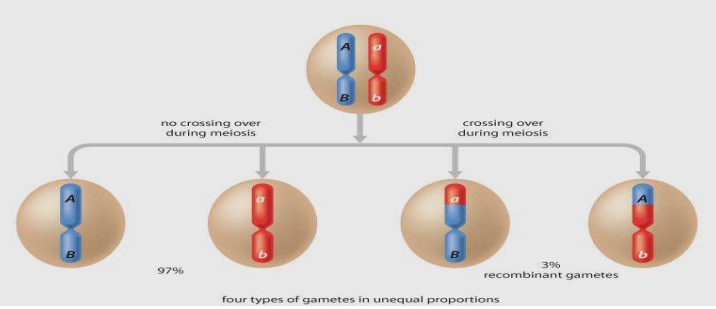 A a
B b
no crossing over
during meiosis
crossing over
during meiosis
A
B
a
b
a
B
A
b
97%
3%
recombinant gametes
four types of gametes in unequal proportions